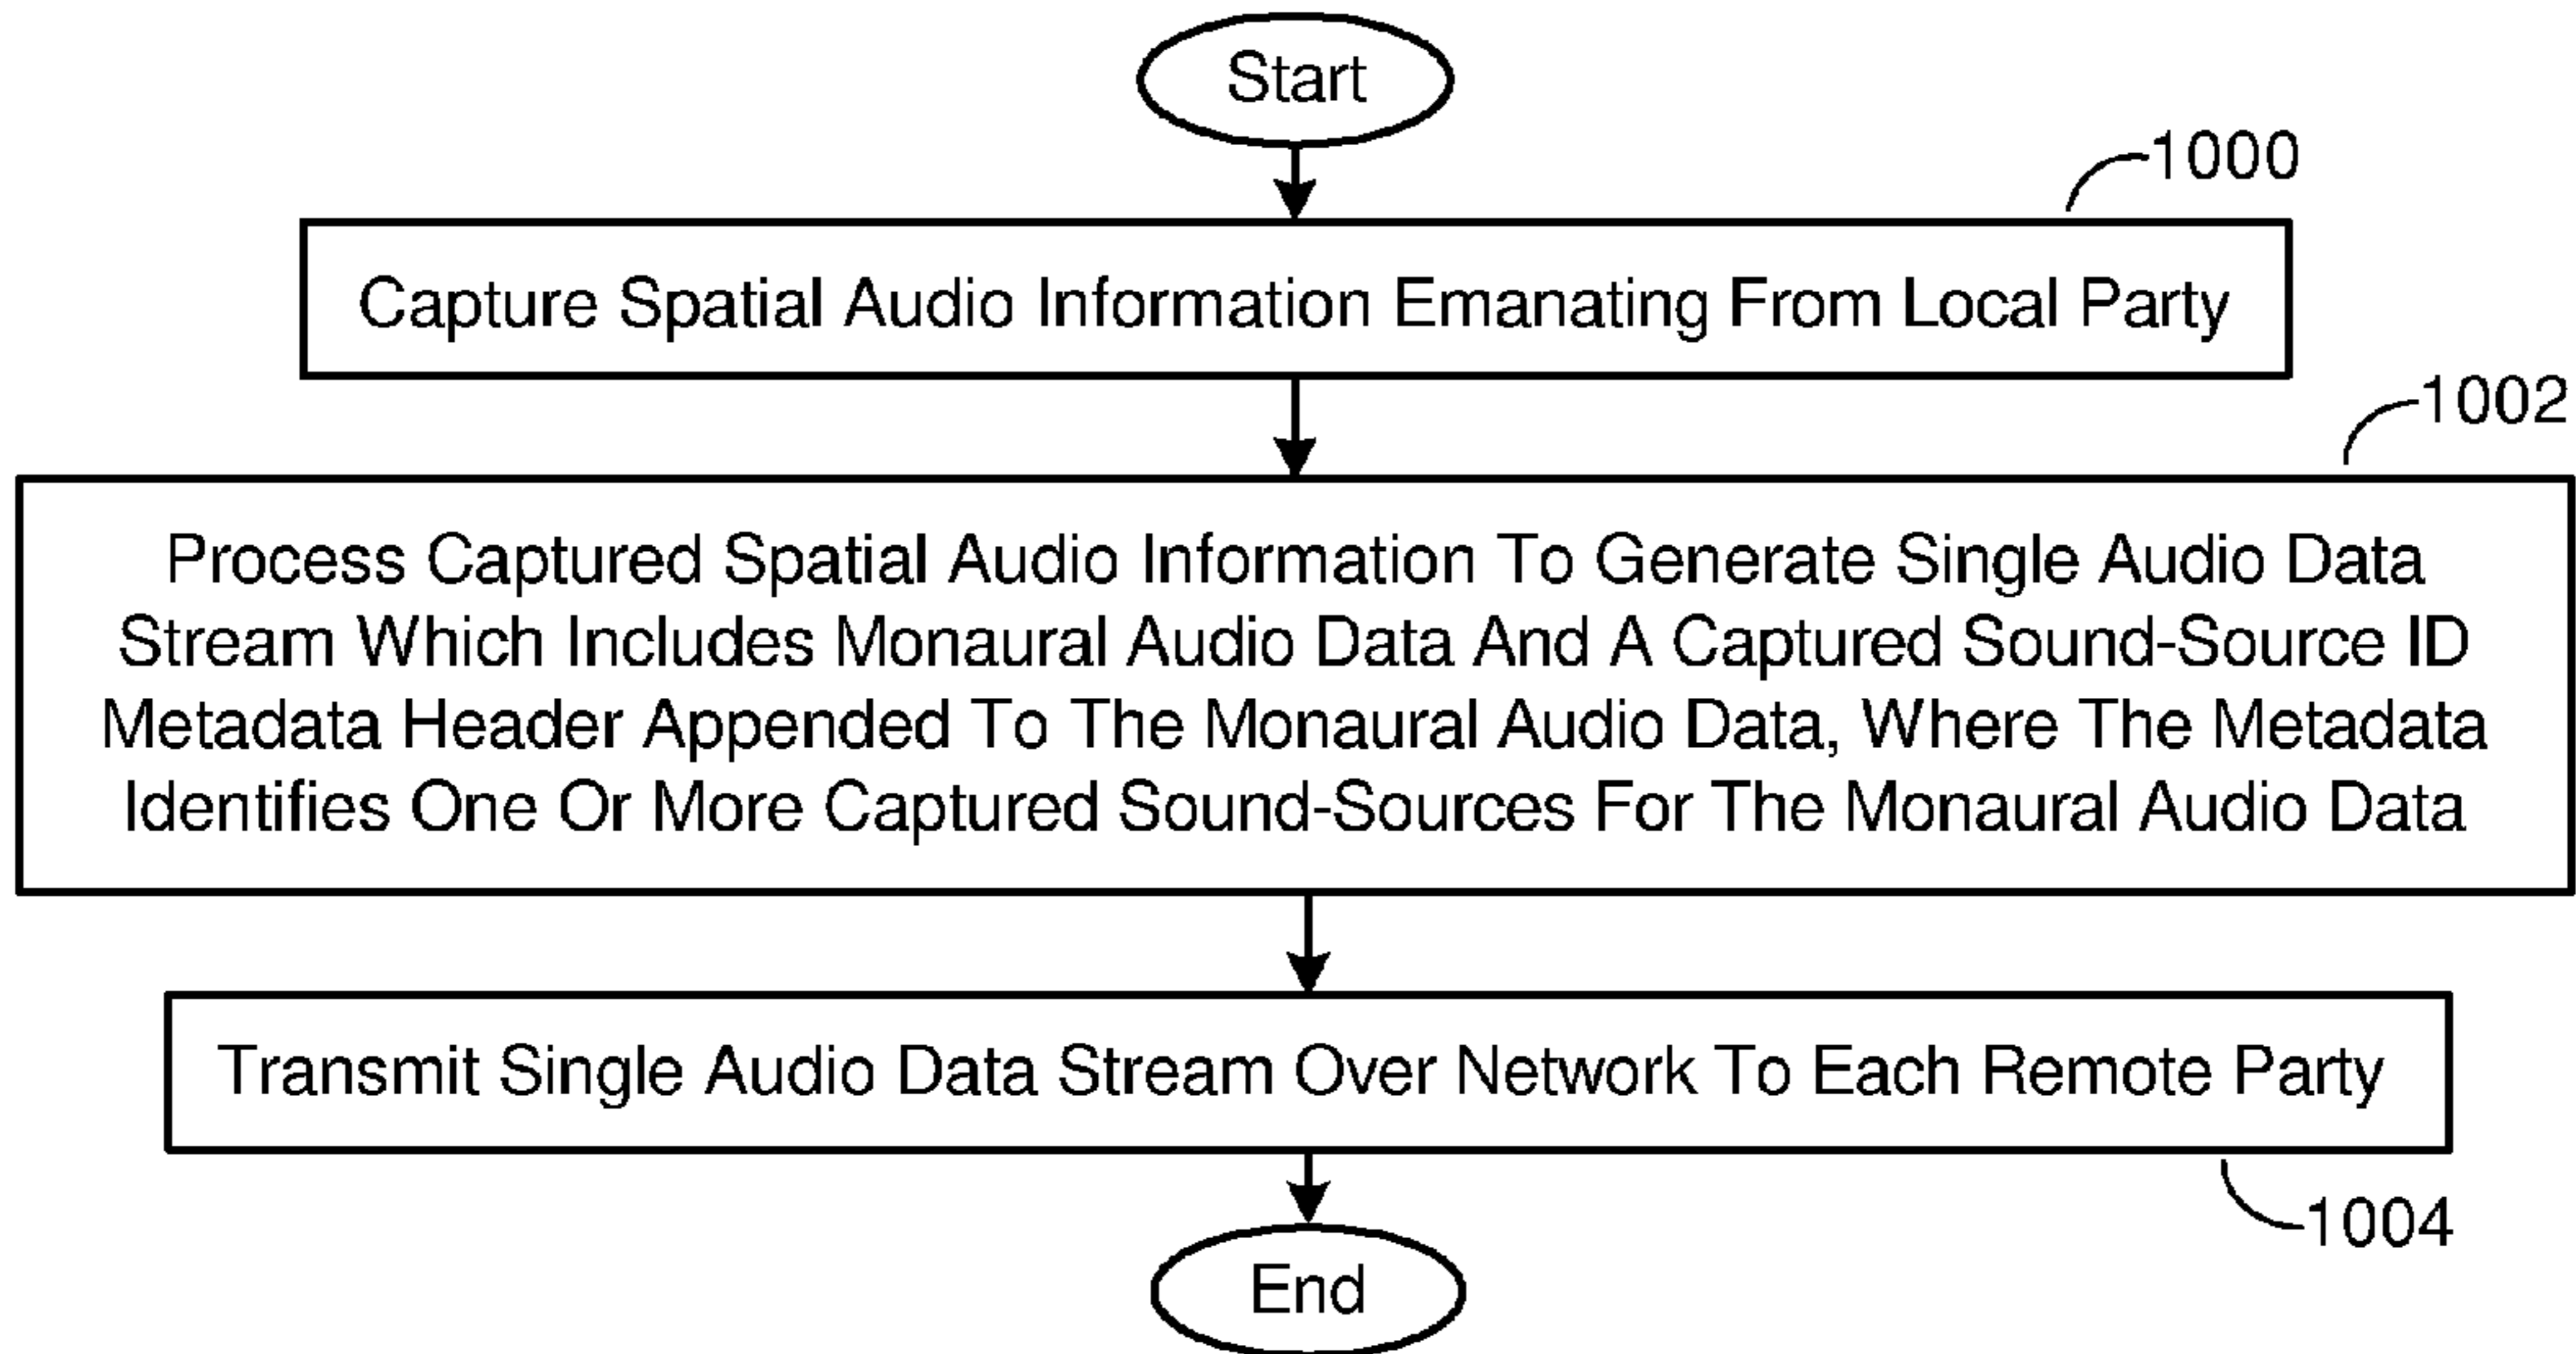 Start
1000
Capture Spatial Audio Information Emanating From Local Party
1002
Process Captured Spatial Audio Information To Generate Single Audio Data
Stream Which Includes Monaural Audio Data And A Captured Sound-Source ID
Metadata Header Appended To The Monaural Audio Data, Where The Metadata
Identifies One Or More Captured Sound-Sources For The Monaural Audio Data
Transmit Single Audio Data Stream Over Network To Each Remote Party
1004
End